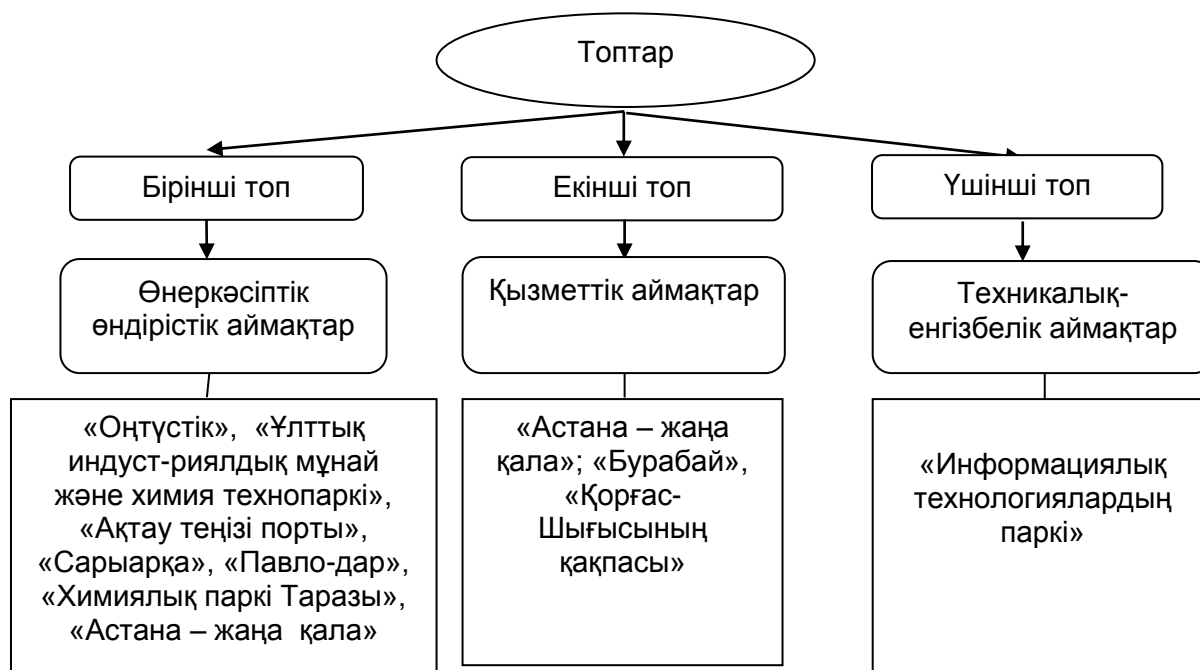 Топтар
Бірінші топ
Екінші топ
Үшінші топ
Өнеркәсіптік
өндірістік аймақтар
Қызметтік аймақтар
Техникалық-
енгізбелік аймақтар
«Оңтүстік», «Ұлттық
индуст-риялдық мұнай
және химия технопаркі»,
«Ақтау теңізі порты»,
«Сарыарқа», «Павло-дар»,
«Химиялық паркі Таразы»,
«Астана – жаңа қала»
«Астана – жаңа
қала»; «Бурабай»,
«Қорғас-
Шығысының
қақпасы»
«Информациялық
технологиялардың
паркі»